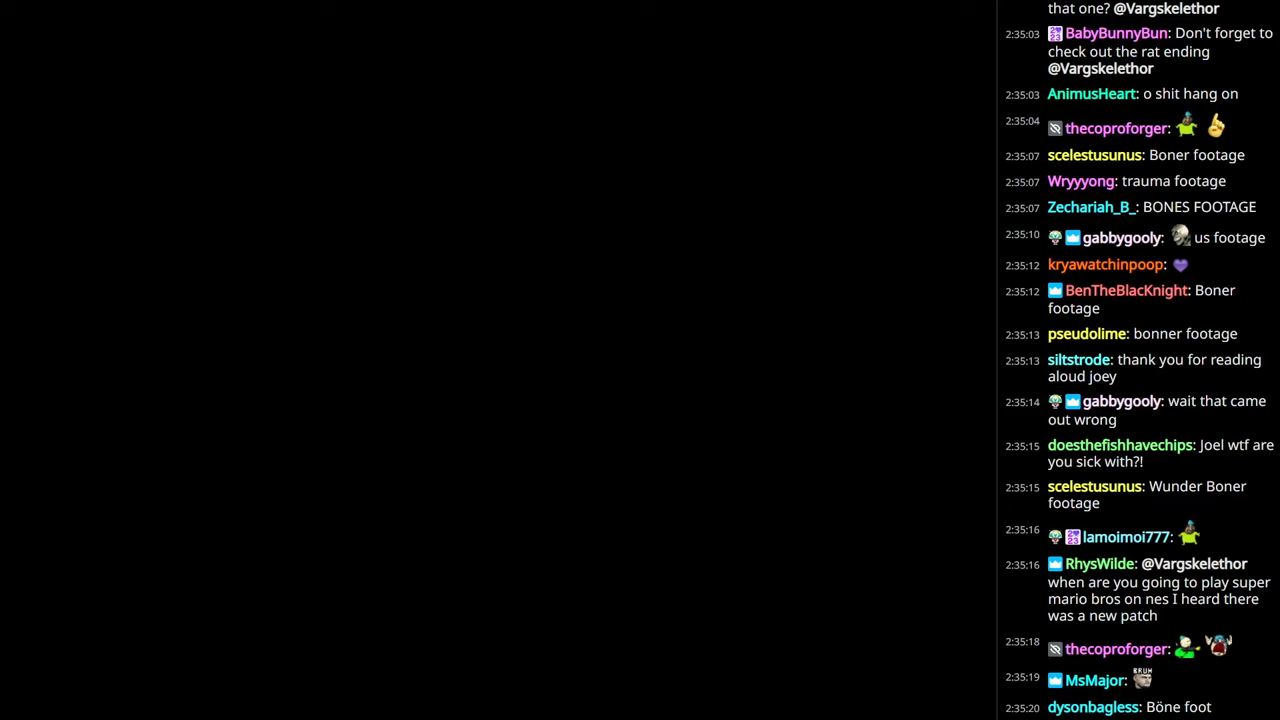 that one? @Vargskelethor
2:35:03 BabyBunnyBun: Don't forget to
check out the rat ending
@Vargskelethor
2:35:03 AnimusHeart: o shit hang on
2:35:04 thecoproforger:
2:35:07 scelestusunus: Boner footage
2:35:07 Wryyyong: trauma footage
2:35:07 Zechariah_B_: BONES FOOTAGE
2:35:10 gabbygooly: us footage
2:35:12 kryawatchinpoop:
2:35:12 BenTheBlacKnight: Boner
footage
2:35:13 pseudolime: bonner footage
2:35:13 siltstrode: thank you for reading
aloud joey
2:35:14 gabbygooly: wait that came
out wrong
2:35:15 doesthefishhavechips: Joel wtf are
you sick with?!
2:35:15 scelestusunus: Wunder Boner
footage
2:35:16 lamoimoi777:
2:35:16 RhysWilde: @Vargskelethor
when are you going to play super
mario bros on nes I heard there
was a new patch
2:35:18 thecoproforger:
2:35:19 MsMajor: BRUH
2:35:20 dysonbagless: Böne foot